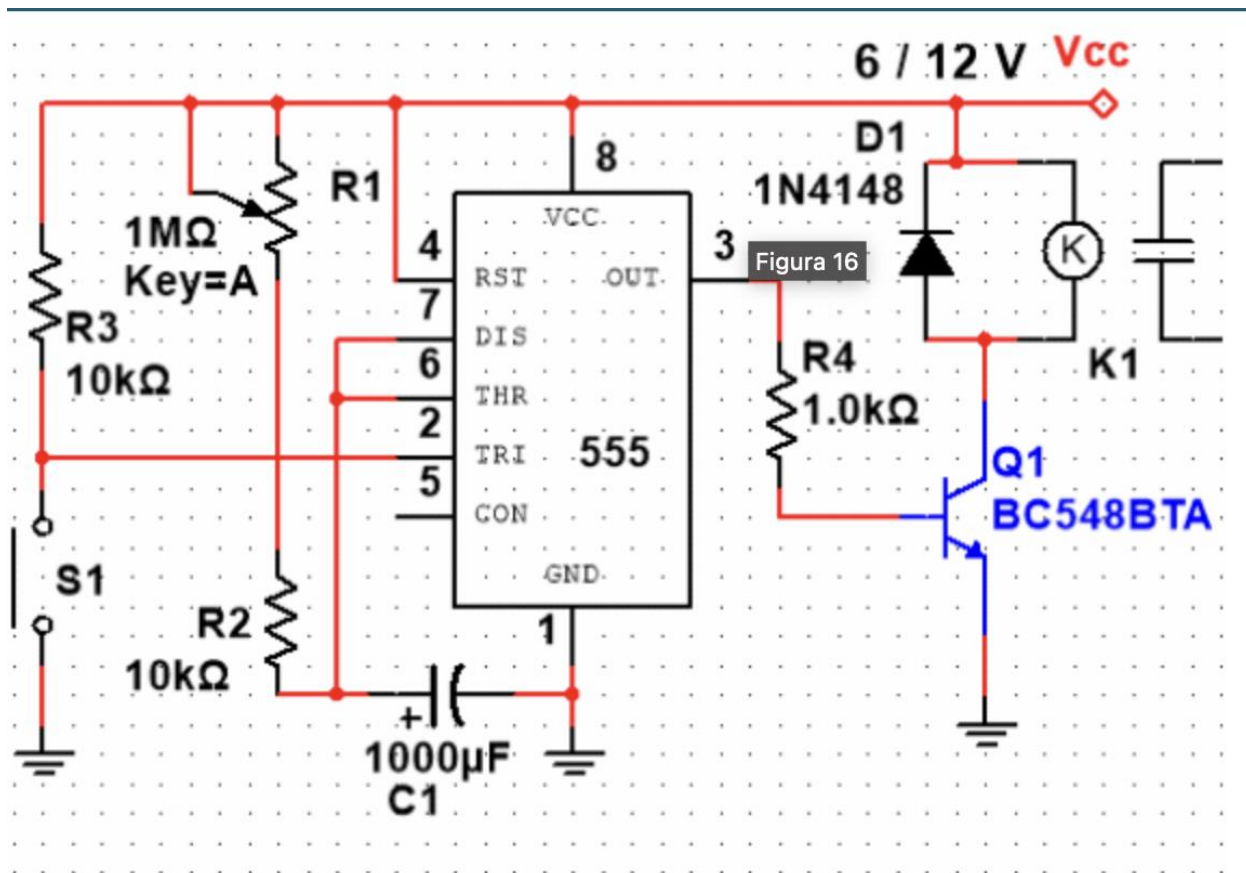 6 / 12 V Vcc
D1
1N4148
R1
1MΩ
Key=A
R3
10kΩ
8
VCC
4
RST
OUT
3
Figura 16
7
DIS
6
THR
2
TRI
555
5
CON
GND
1
R4
1.0kΩ
K
K1
Q1
BC548BTA
S1
R2
10kΩ
+
1000µF
C1